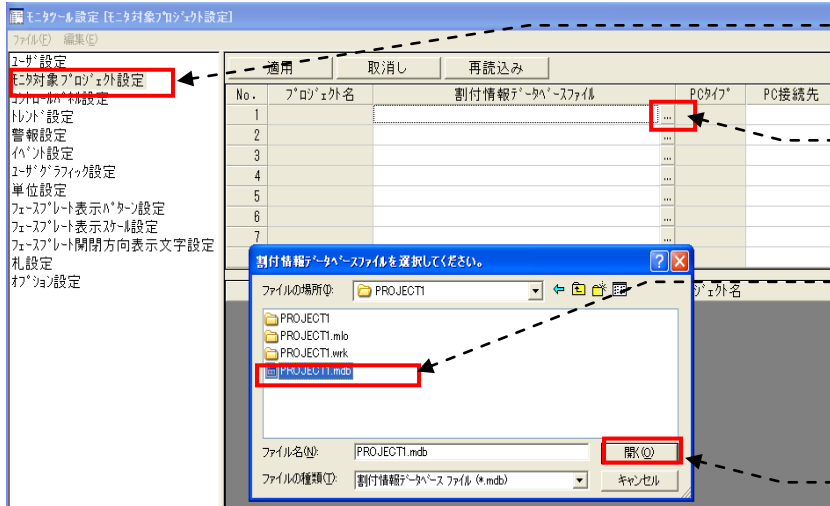 モニタツール設定 [モニタ対象プロジェクト設定]
ファイル(F) 編集(E)
ユーザ設定
モニタ対象プロジェクト設定
コントロールパネル設定
トレンド設定
警報設定
イベント設定
ユーザグラフィック設定
単位設定
フェースプレート表示パターン設定
フェースプレート表示スケール設定
フェースプレート開閉方向表示文字設定
札設定
オプション設定
適用 取消し 再読込み
No. プロジェクト名 割付情報データベースファイル PCタイプ PC接続先
1 ...
2 ...
3 ...
4 ...
5 ...
6 ...
7 ...
ジェクト名
割付情報データベースファイルを選択してください。
ファイルの場所(I): PROJECT1
PROJECT1
PROJECT1.mlo
PROJECT1.wrk
PROJECT1.mdb
ファイル名(N): PROJECT1.mdb 開く(O)
ファイルの種類(T): 割付情報データベース ファイル (*.mdb) キャンセル